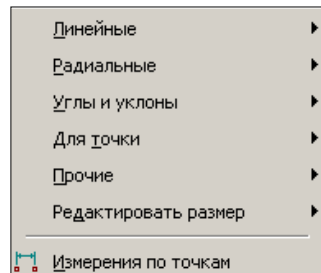 Линейные
Радиальные
Углы и уклоны
Для точки
Прочие
Редактировать размер
Измерения по точкам